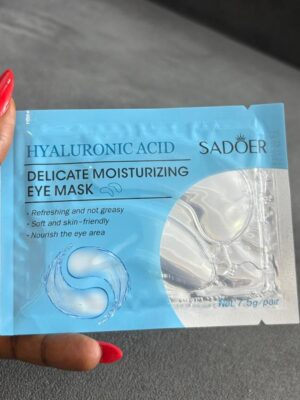 HYALURONIC ACID
SADOER
DELICATE MOISTURIZING
EYE MASK
• Refreshing and not greasy
• Soft and skin-friendly
• Nourish the eye area
Net 7.5g/pair